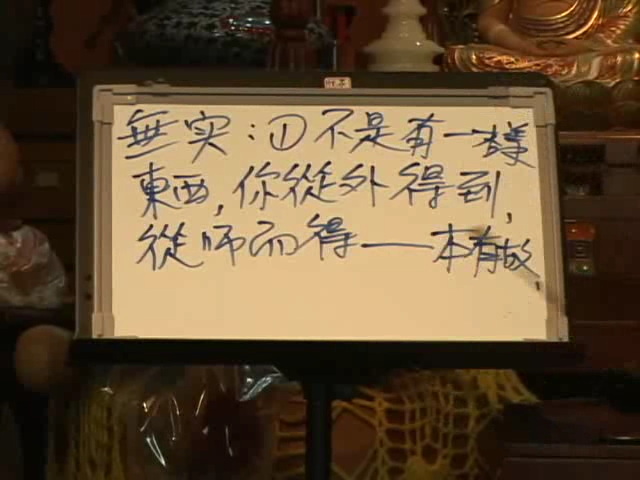 無实：①不是有一樣
東西，你從外得到，
從师而得——本有故